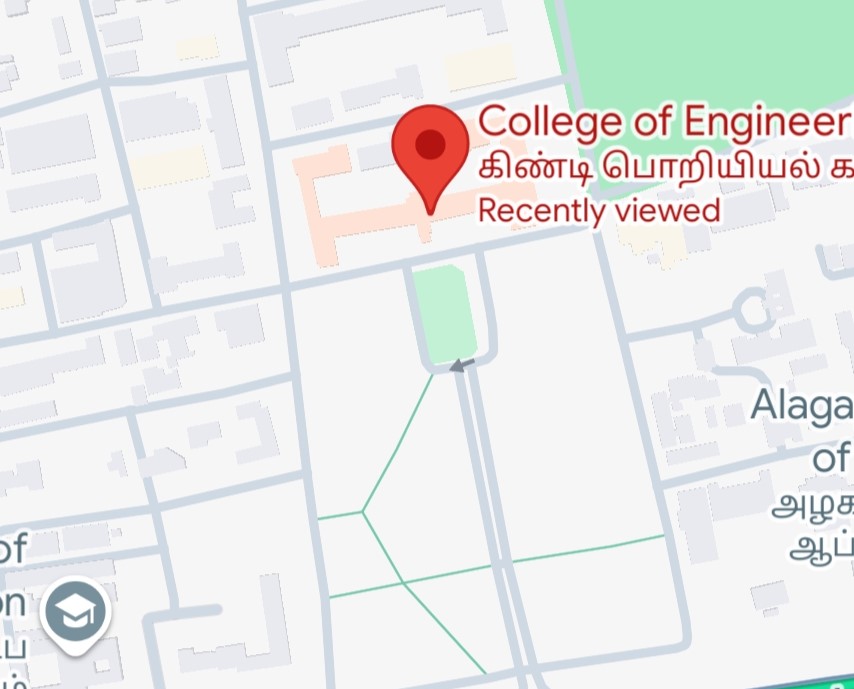 College of Engineer
கிண்டி பொறியியல் க
Recently viewed
Alaga
of
அழக
ஆப்
of
on